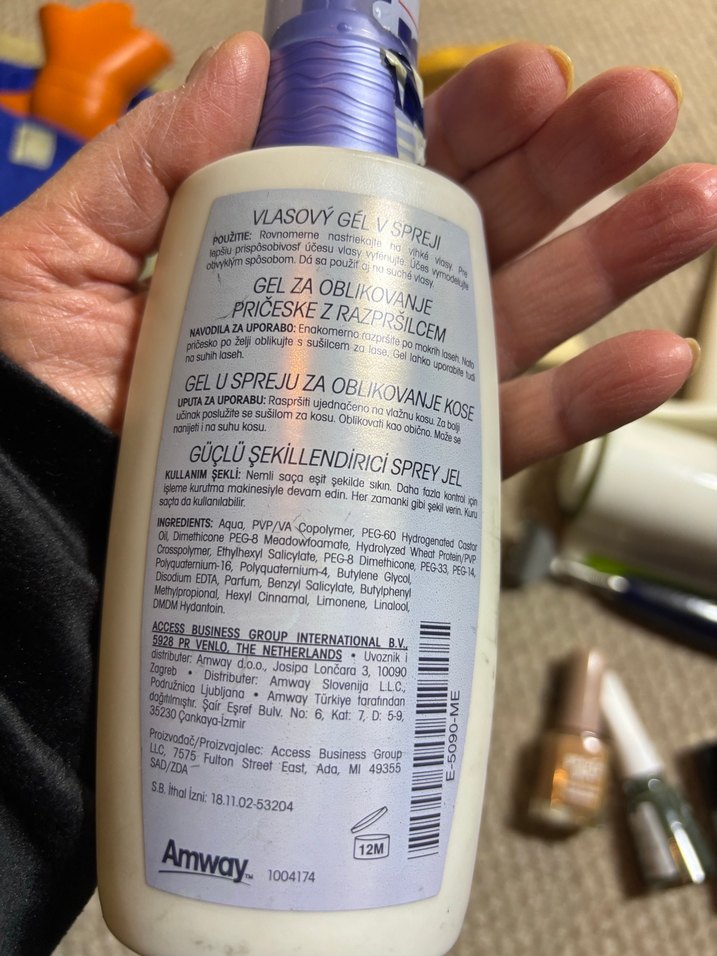 VLASOVÝ GÉL V SPREJI
POUŽITIE: Rovnomerne nastriekajte na vlhké vlasy. Pre
lepšiu prispôsobivosť účesu vlasy vyfénujte. Účes vymodelujte
obvyklým spôsobom. Dá sa použiť aj na suché vlasy.
GEL ZA OBLIKOVANJE
PRIČESKE Z RAZPRŠILCEM
NAVODILA ZA UPORABO: Enakomerno razpršite po mokrih laseh. Nato
pričesko po želji oblikujte s sušilcem za lase. Gel lahko uporabite tudi
na suhih laseh.
GEL U SPREJU ZA OBLIKOVANJE KOSE
UPUTA ZA UPORABU: Raspršiti ujednačeno na vlažnu kosu. Za bolji
učinak poslužite se sušilom za kosu. Oblikovati kao obično. Može se
nanijeti i na suhu kosu.
GÜÇLÜ ŞEKİLLENDİRİCİ SPREY JEL
KULLANIM ŞEKLİ: Nemli saça eşit şekilde sıkın. Daha fazla kontrol için
işleme kurutma makinesiyle devam edin. Her zamanki gibi şekil verin. Kuru
saçta da kullanılabilir.
INGREDIENTS: Aqua, PVP/VA Copolymer, PEG-60 Hydrogenated Castor
Oil, Dimethicone PEG-8 Meadowfoamate, Hydrolyzed Wheat Protein/PVP
Crosspolymer, Ethylhexyl Salicylate, PEG-8 Dimethicone, PEG-33, PEG-14,
Polyquaternium-16, Polyquaternium-4, Butylene Glycol,
Disodium EDTA, Parfum, Benzyl Salicylate, Butylphenyl
Methylpropional, Hexyl Cinnamal, Limonene, Linalool,
DMDM Hydantoin.
ACCESS BUSINESS GROUP INTERNATIONAL B.V.,
5928 PR VENLO, THE NETHERLANDS • Uvoznik i
distributer: Amway d.o.o., Josipa Lončara 3, 10090
Zagreb • Distributer: Amway Slovenija L.L.C.,
Podružnica Ljubljana • Amway Türkiye tarafından
dağıtılmıştır. Şair Eşref Bulv. No: 6, Kat: 7, D: 5-9,
35230 Çankaya-İzmir
Proizvođač/Proizvajalec: Access Business Group
LLC, 7575 Fulton Street East, Ada, MI 49355
SAD/ZDA
S.B. İthal İzni: 18.11.02-53204
E-5090-ME
12M
Amway™ 1004174